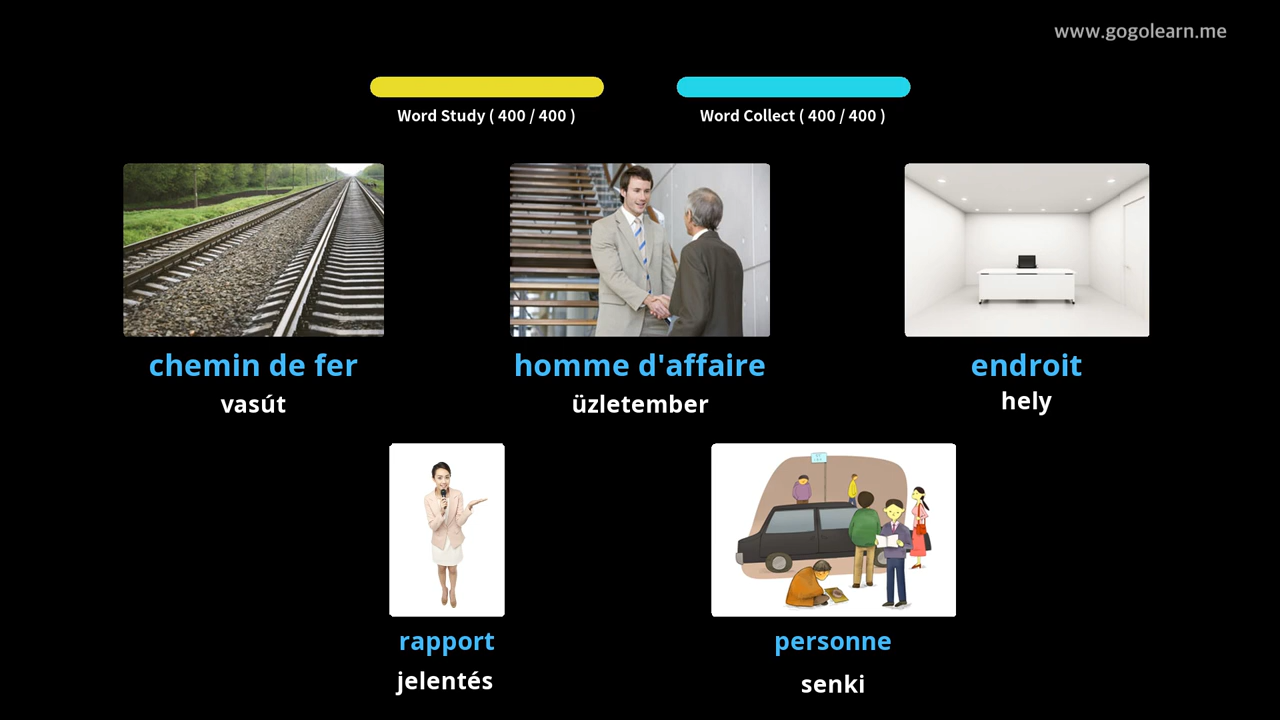 www.gogolearn.me
Word Study ( 400 / 400 )
Word Collect ( 400 / 400 )
chemin de fer
homme d'affaire
endroit
vasút
üzletember
hely
rapport
personne
jelentés
senki